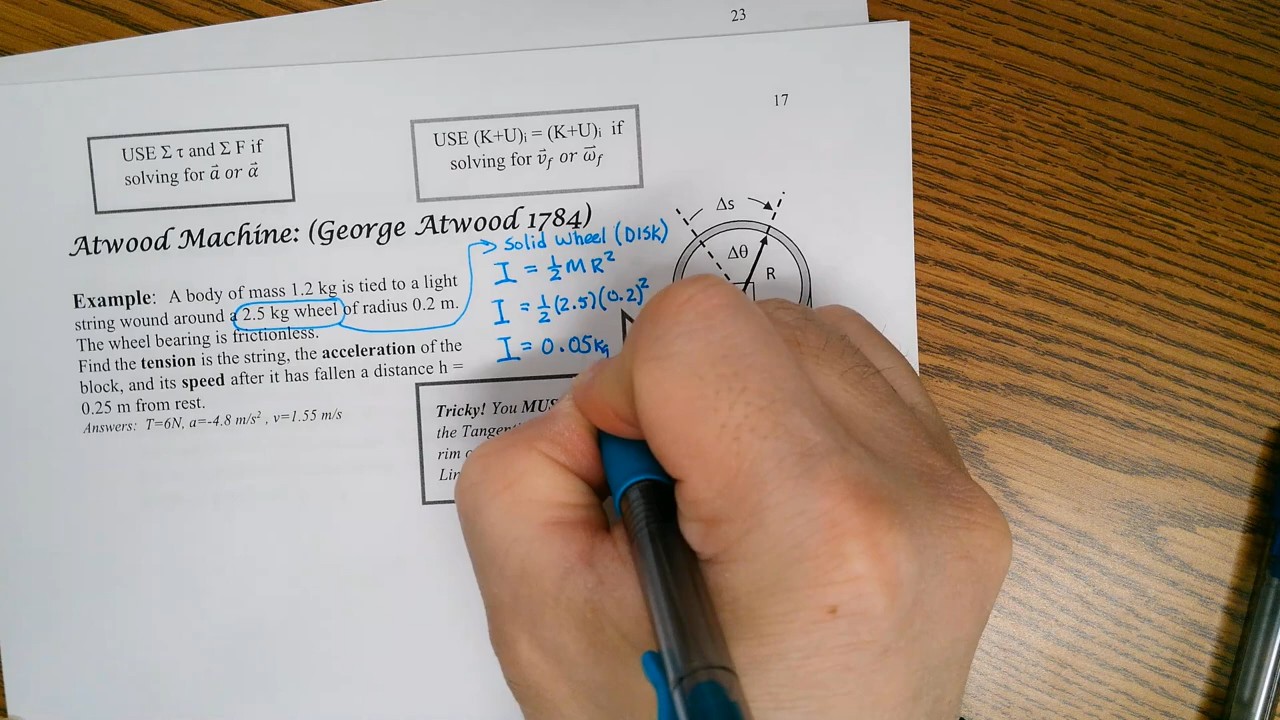 23
17
USE Σ τ and Σ F if
solving for a⃗ or α⃗
USE (K+U)i = (K+U)i if
solving for v⃗f or ω⃗f
Atwood Machine: (George Atwood 1784)
Example: A body of mass 1.2 kg is tied to a light
string wound around a 2.5 kg wheel of radius 0.2 m.
The wheel bearing is frictionless.
Find the tension is the string, the acceleration of the
block, and its speed after it has fallen a distance h =
0.25 m from rest.
Answers: T=6N, a=-4.8 m/s², v=1.55 m/s
Solid Wheel (DISK)
I = ½MR²
I = ½(2.5)(0.2)²
I = 0.05kg
Δs
Δθ
R
Tricky! You
the
rim